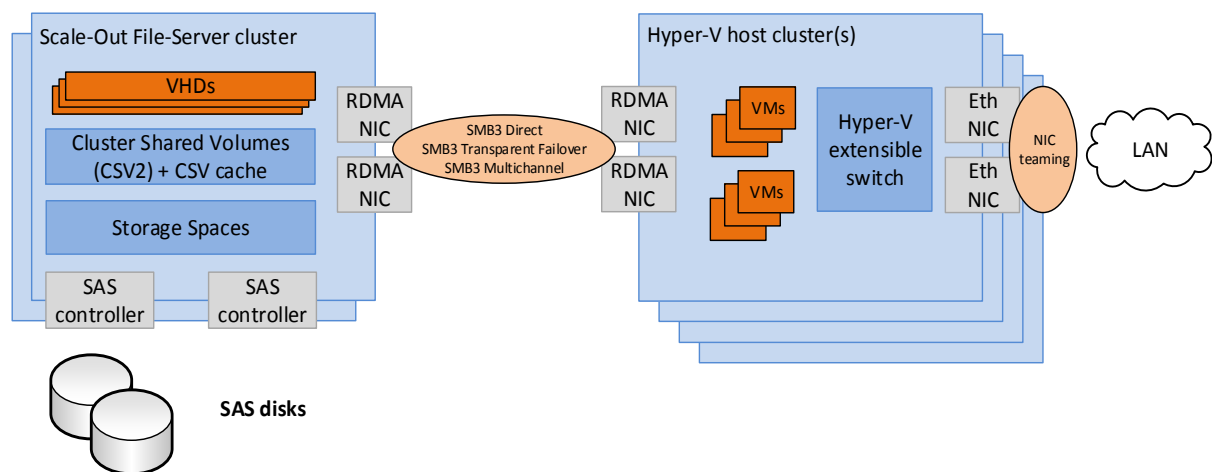 Scale-Out File-Server cluster
VHDs
Cluster Shared Volumes
(CSV2) + CSV cache
Storage Spaces
SAS
controller
SAS
controller
SAS disks
RDMA
NIC
RDMA
NIC
SMB3 Direct
SMB3 Transparent Failover
SMB3 Multichannel
Hyper-V host cluster(s)
RDMA
NIC
RDMA
NIC
VMs
VMs
Hyper-V
extensible
switch
Eth
NIC
Eth
NIC
NIC
teaming
LAN